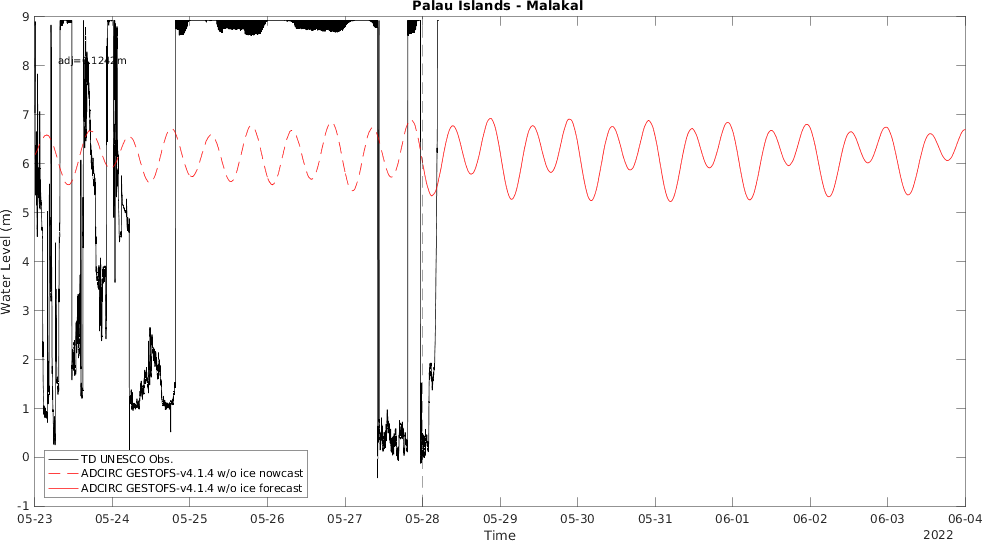 Palau Islands - Malakal
9
8
7
6
5
4
3
2
1
0
-1
Water Level (m)
TD UNESCO Obs.
ADCIRC GESTOFS-v4.1.4 w/o ice nowcast
ADCIRC GESTOFS-v4.1.4 w/o ice forecast
05-23 05-24 05-25 05-26 05-27 05-28 05-29 05-30 05-31 06-01 06-02 06-03 06-04
Time
2022